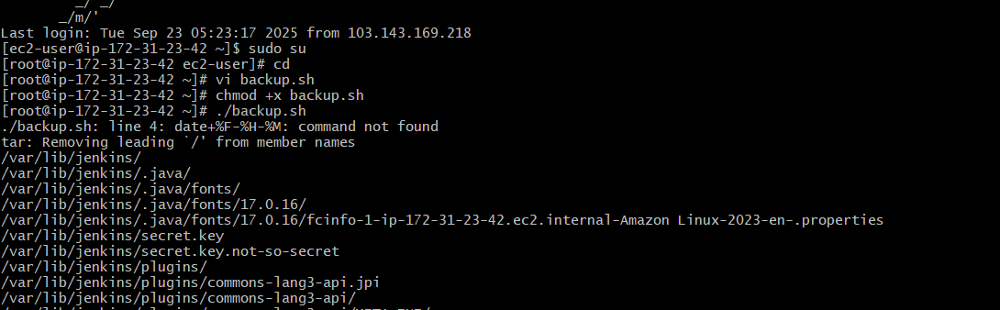 _/ _/
_/m/'
Last login: Tue Sep 23 05:23:17 2025 from 103.143.169.218
[ec2-user@ip-172-31-23-42 ~]$ sudo su
[root@ip-172-31-23-42 ec2-user]# cd
[root@ip-172-31-23-42 ~]# vi backup.sh
[root@ip-172-31-23-42 ~]# chmod +x backup.sh
[root@ip-172-31-23-42 ~]# ./backup.sh
./backup.sh: line 4: date+%F-%H-%M: command not found
tar: Removing leading `/' from member names
/var/lib/jenkins/
/var/lib/jenkins/.java/
/var/lib/jenkins/.java/fonts/
/var/lib/jenkins/.java/fonts/17.0.16/
/var/lib/jenkins/.java/fonts/17.0.16/fcinfo-1-ip-172-31-23-42.ec2.internal-Amazon Linux-2023-en-.properties
/var/lib/jenkins/secret.key
/var/lib/jenkins/secret.key.not-so-secret
/var/lib/jenkins/plugins/
/var/lib/jenkins/plugins/commons-lang3-api.jpi
/var/lib/jenkins/plugins/commons-lang3-api/